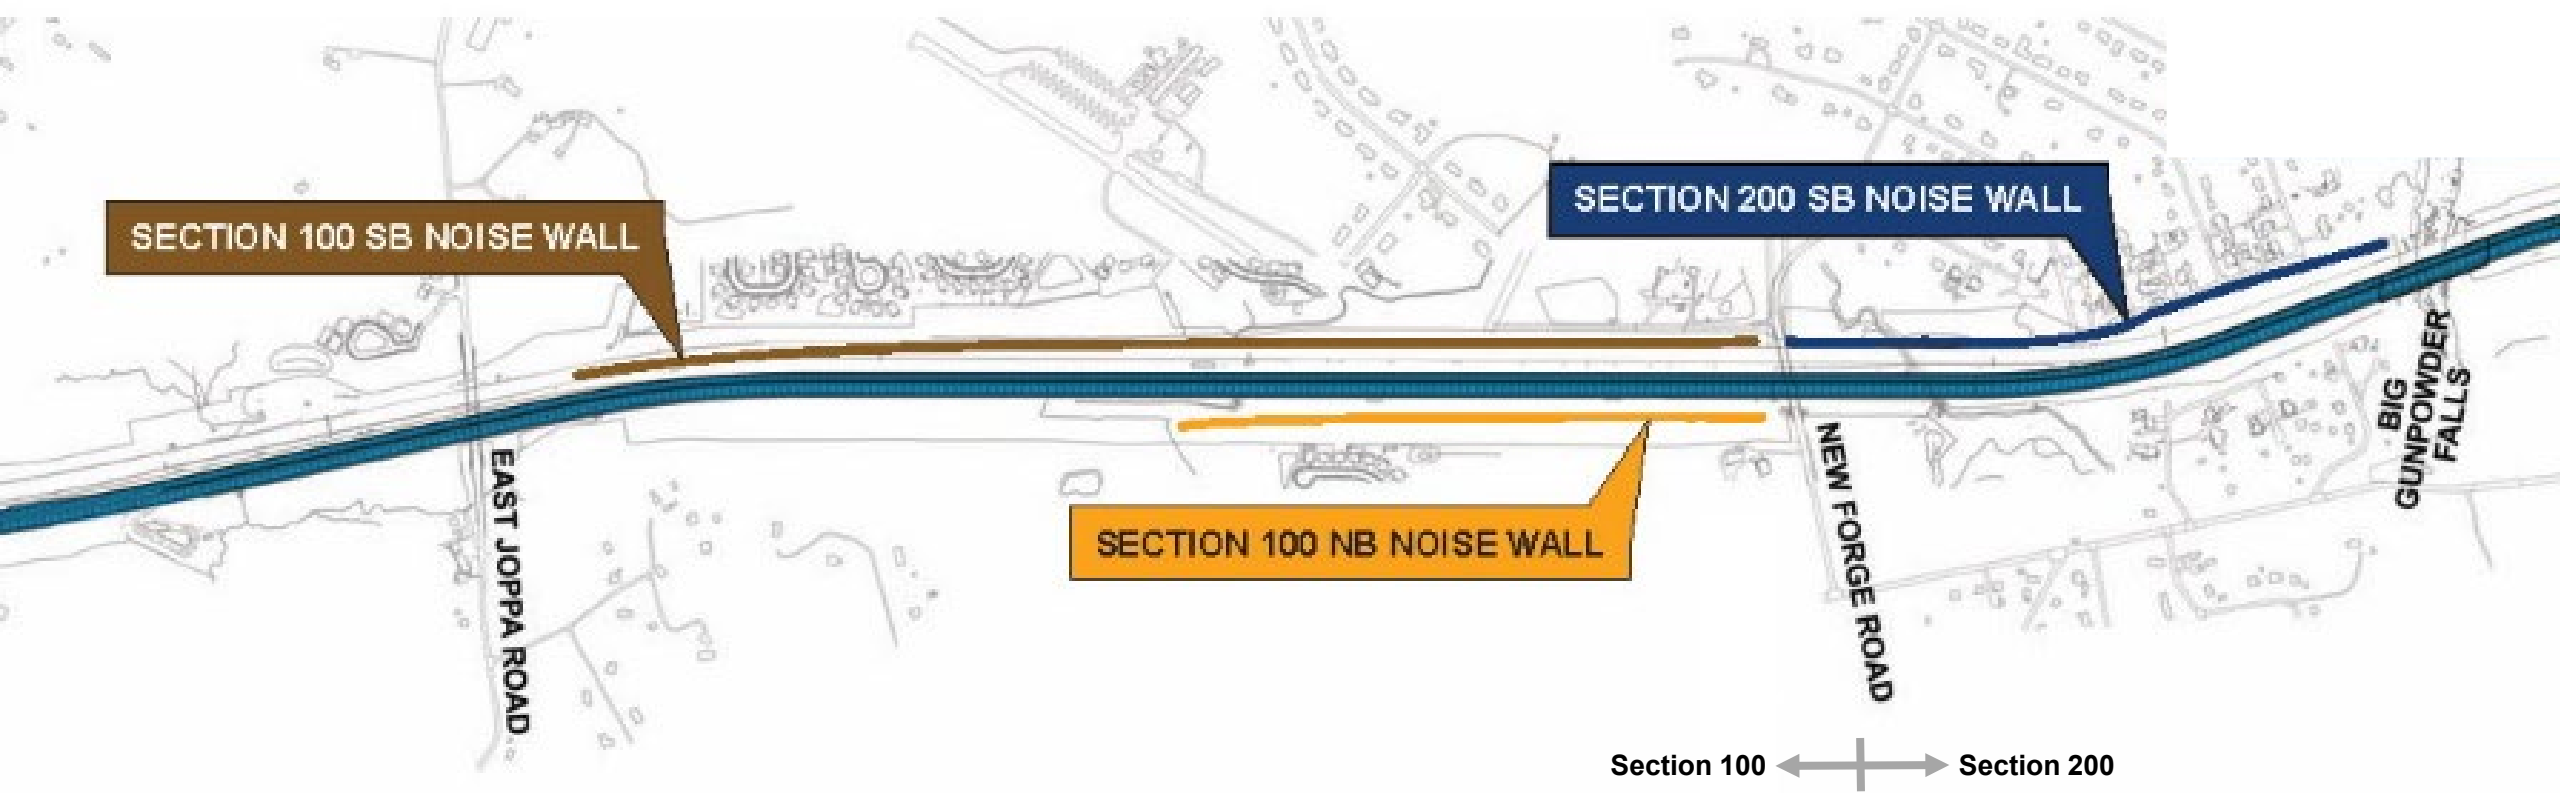 SECTION 200 SB NOISE WALL
SECTION 100 SB NOISE WALL
BIG
GUNPOWDER
FALLS
SECTION 100 NB NOISE WALL
EAST JOPPA ROAD
NEW FORGE ROAD
Section 100
Section 200